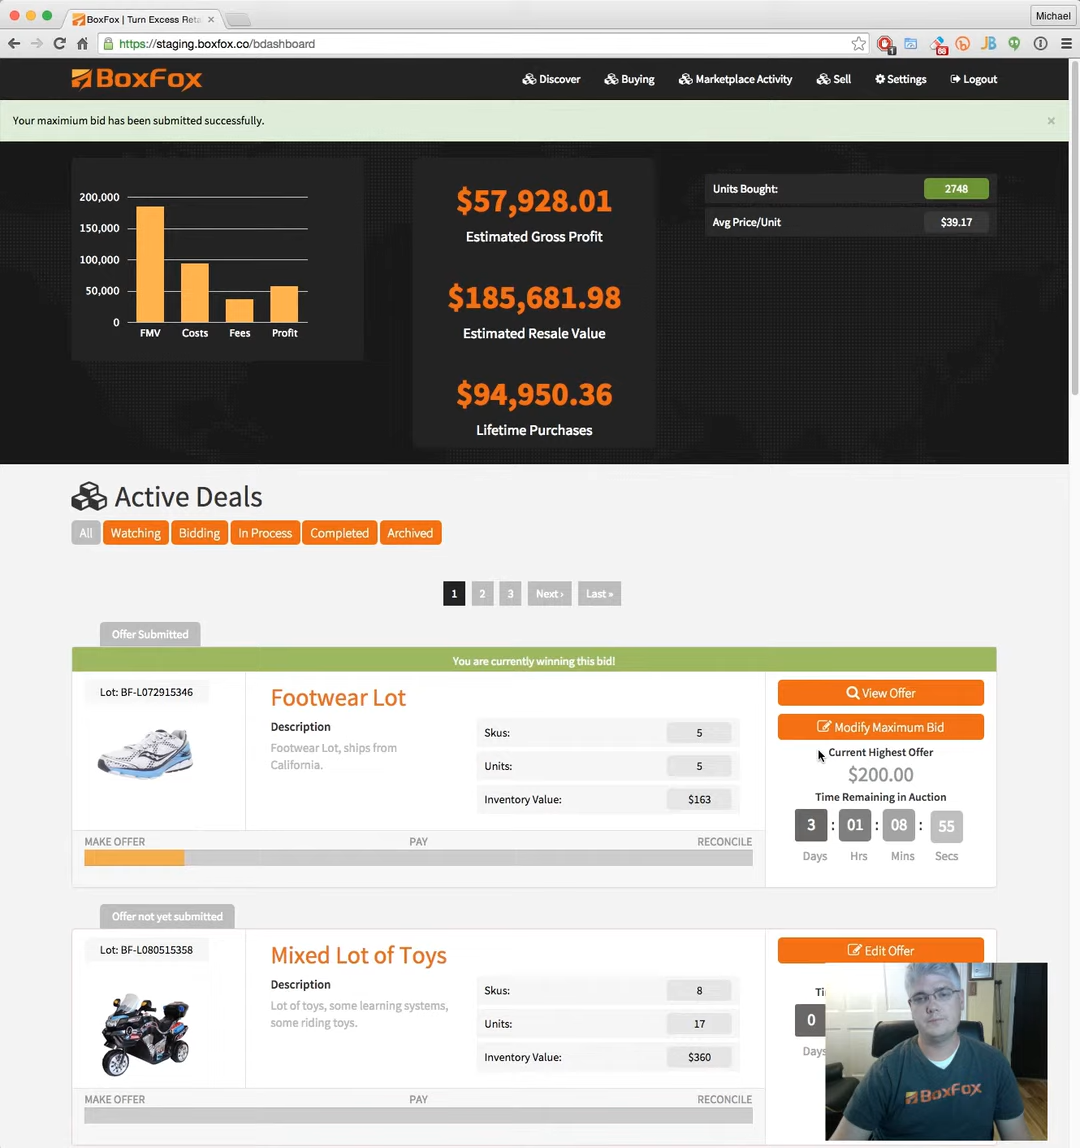 BoxFox | Turn Excess Reta
Michael
https://staging.boxfox.co/bdashboard
1
68
JB
BoxFox
Discover
Buying
Marketplace Activity
Sell
Settings
Logout
Your maximium bid has been submitted successfully.
200,000
150,000
100,000
50,000
0
FMV
Costs
Fees
Profit
$57,928.01
Estimated Gross Profit
$185,681.98
Estimated Resale Value
$94,950.36
Lifetime Purchases
Units Bought:
2748
Avg Price/Unit
$39.17
Active Deals
All
Watching
Bidding
In Process
Completed
Archived
1
2
3
Next ›
Last »
Offer Submitted
You are currently winning this bid!
Lot: BF-L072915346
Footwear Lot
Description
Footwear Lot, ships from
California.
Skus:
5
Units:
5
Inventory Value:
$163
View Offer
Modify Maximum Bid
Current Highest Offer
$200.00
Time Remaining in Auction
3 : 01 : 08 : 55
Days
Hrs
Mins
Secs
MAKE OFFER
PAY
RECONCILE
Offer not yet submitted
Lot: BF-L080515358
Mixed Lot of Toys
Description
Lot of toys, some learning systems,
some riding toys.
Skus:
8
Units:
17
Inventory Value:
$360
Edit Offer
0
Days
MAKE OFFER
PAY
RECONCILE
BoxFox